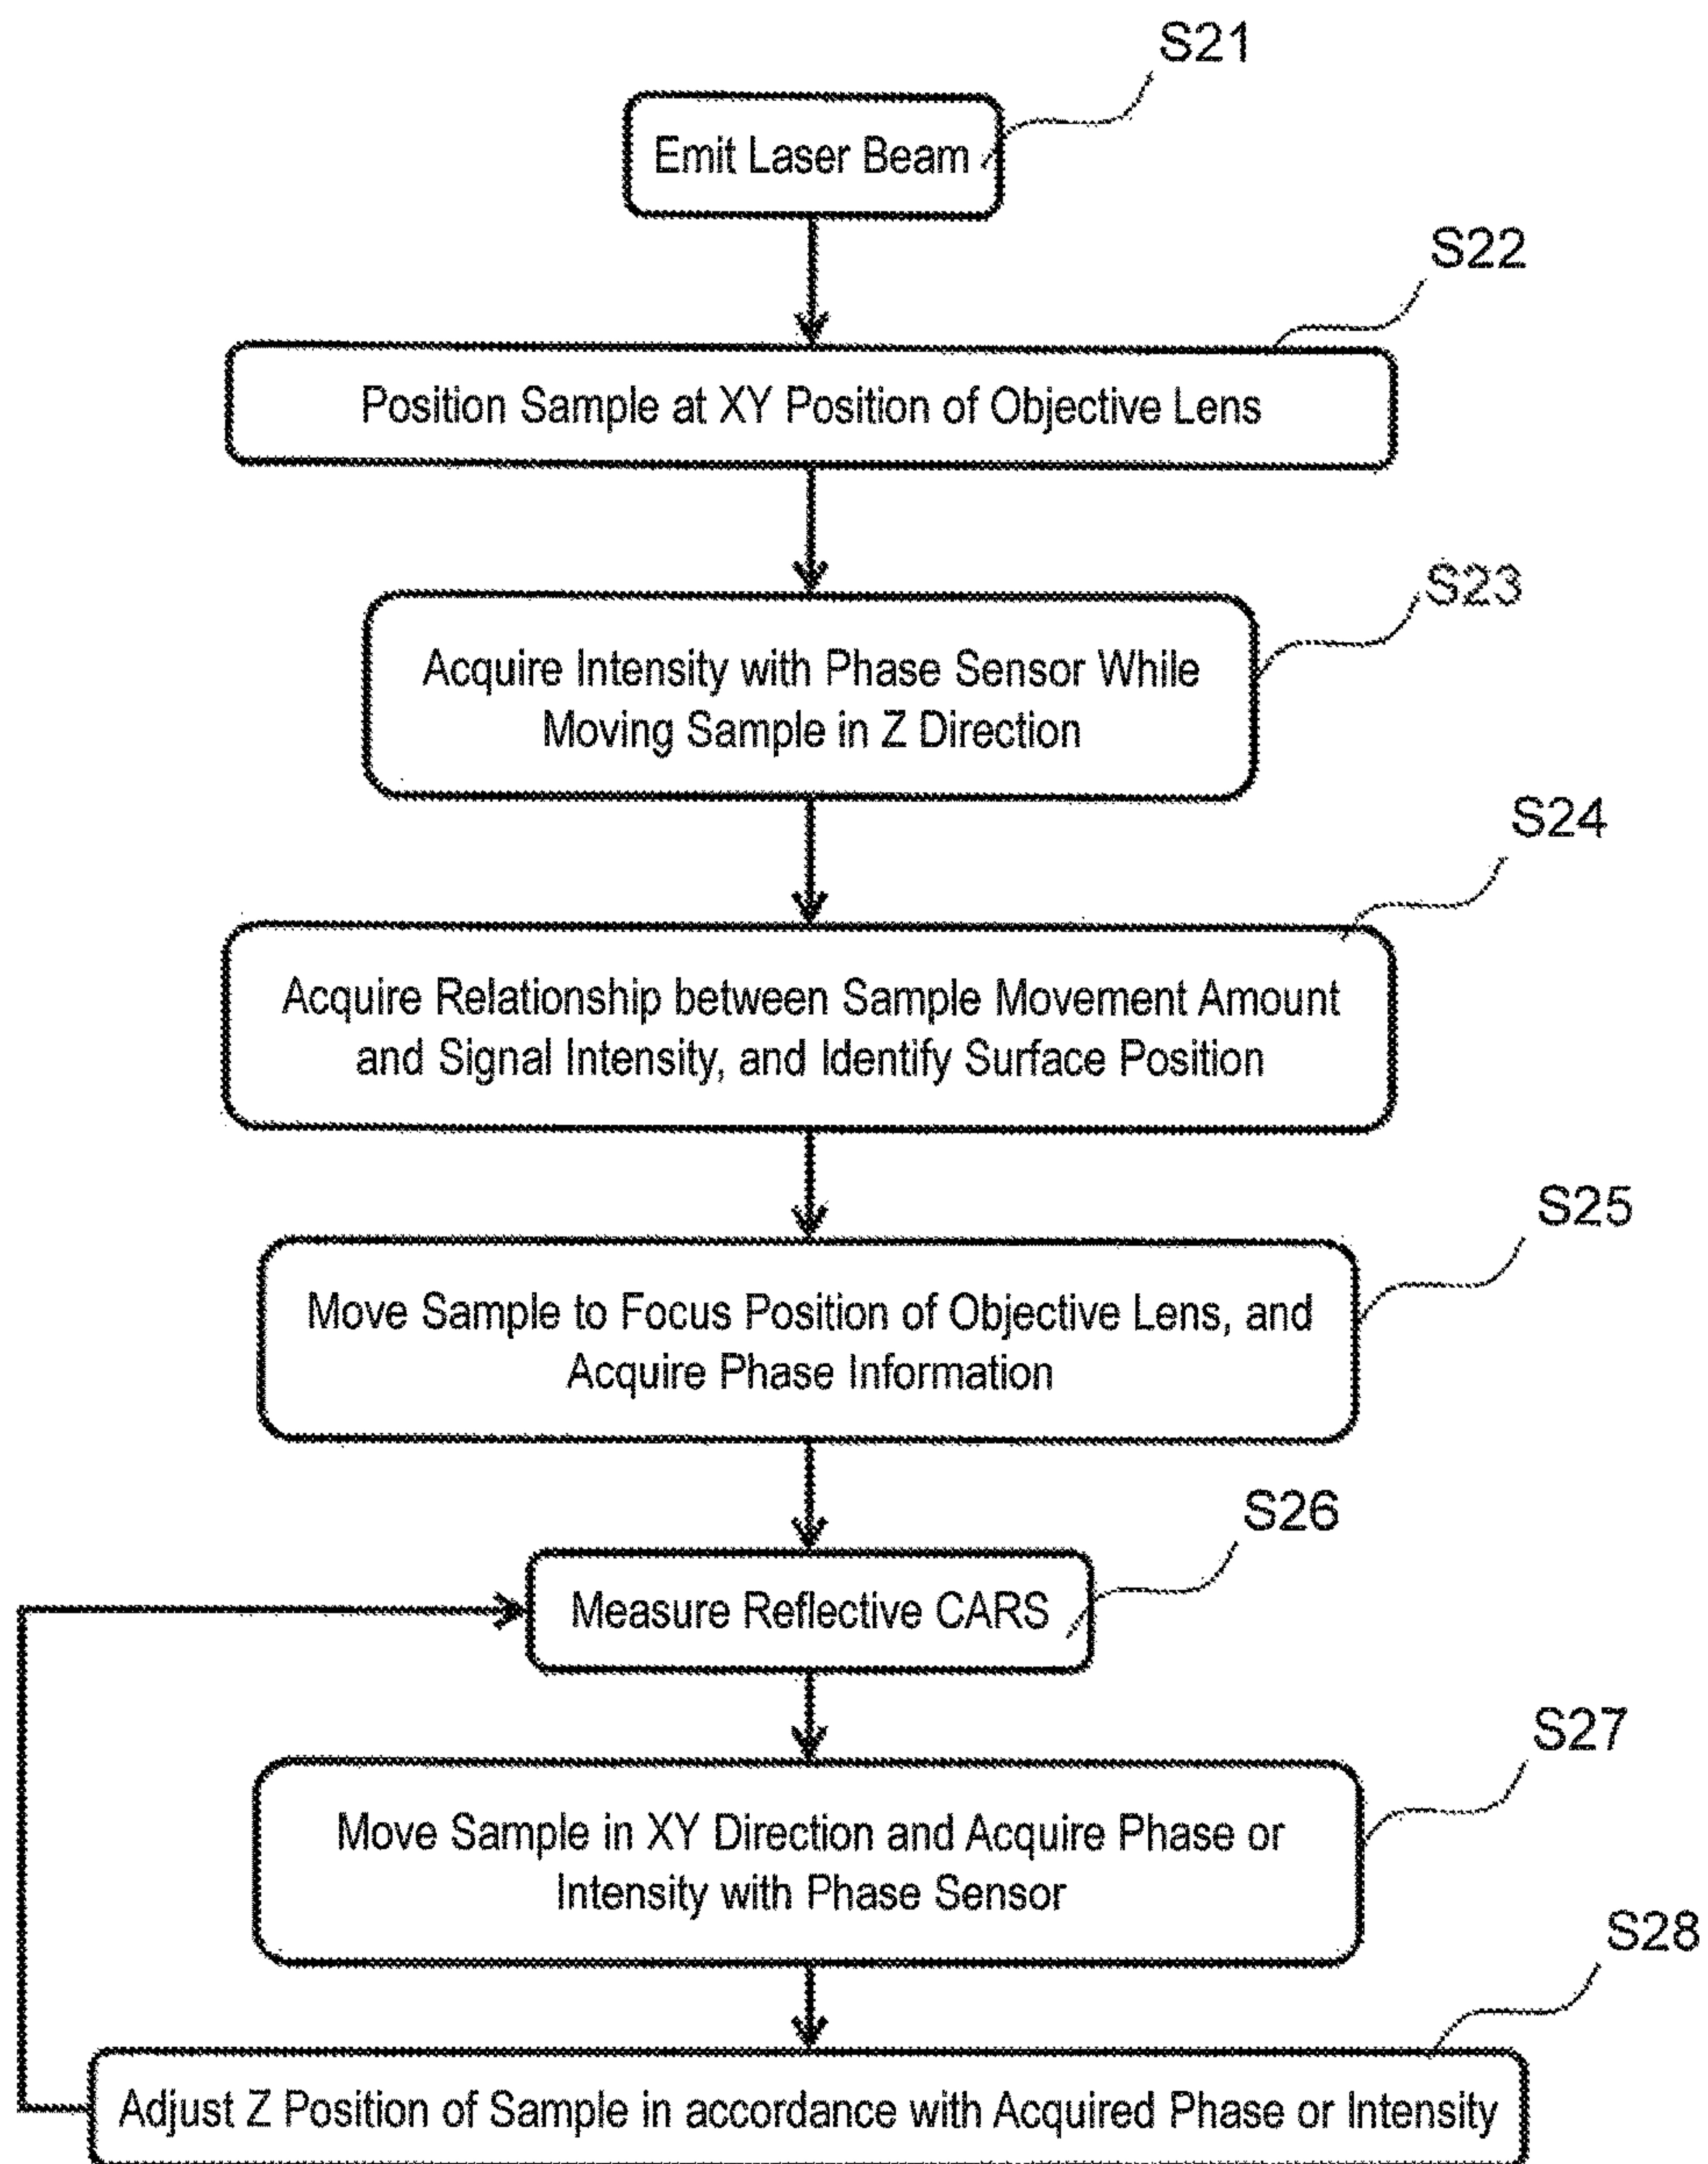 S21
Emit Laser Beam
S22
Position Sample at XY Position of Objective Lens
S23
Acquire Intensity with Phase Sensor While
Moving Sample in Z Direction
S24
Acquire Relationship between Sample Movement Amount
and Signal Intensity, and Identify Surface Position
S25
Move Sample to Focus Position of Objective Lens, and
Acquire Phase Information
S26
Measure Reflective CARS
S27
Move Sample in XY Direction and Acquire Phase or
Intensity with Phase Sensor
S28
Adjust Z Position of Sample in accordance with Acquired Phase or Intensity